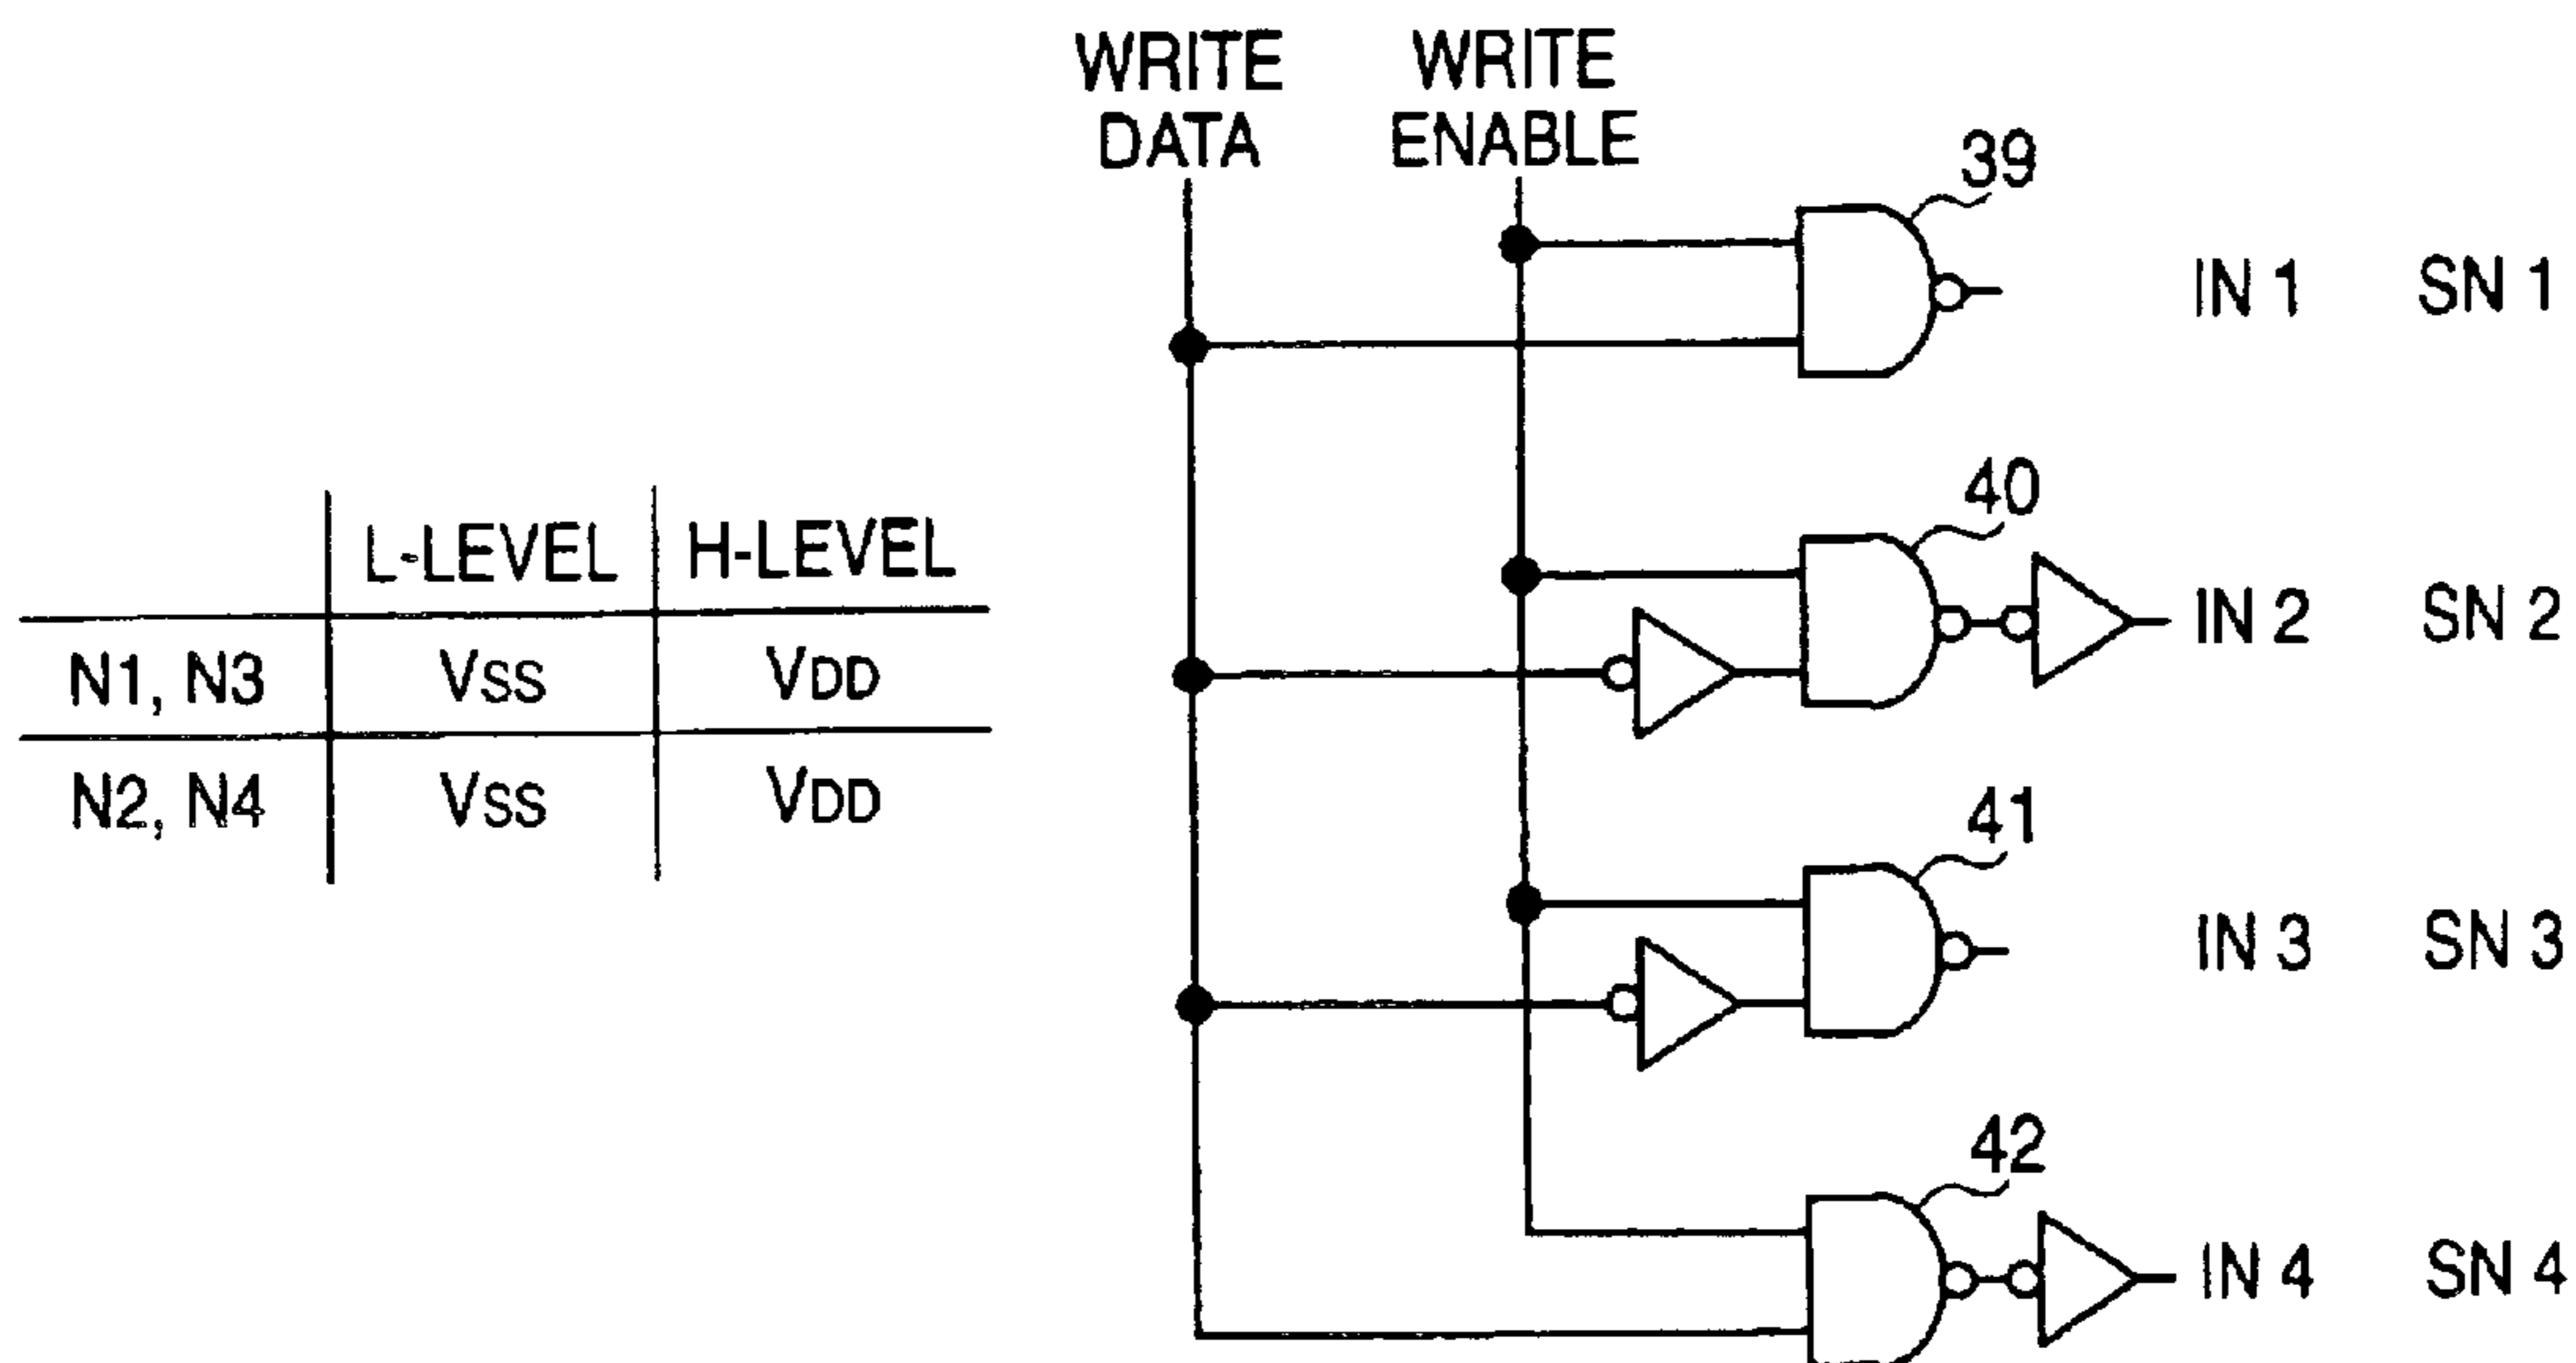 WRITE DATA
WRITE ENABLE
39
IN 1 SN 1
40
IN 2 SN 2
41
IN 3 SN 3
42
IN 4 SN 4
L-LEVEL H-LEVEL
N1, N3 VSS VDD
N2, N4 VSS VDD